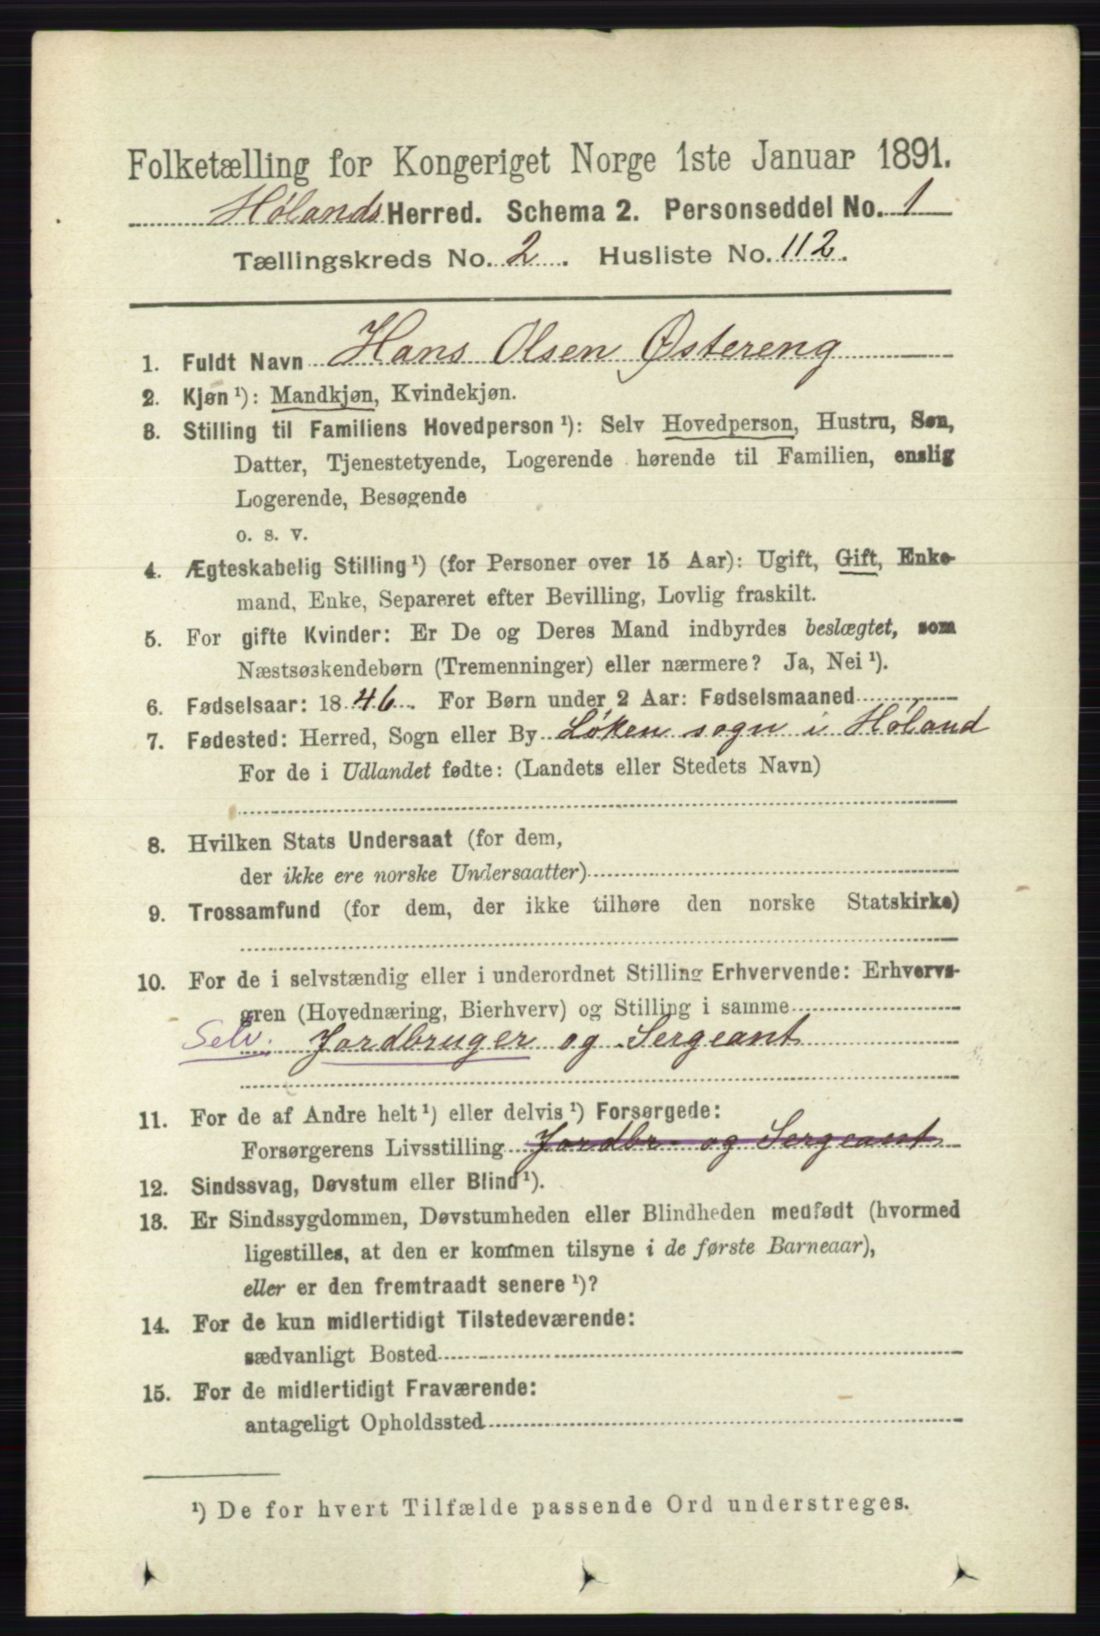 Folketælling for Kongeriget Norge 1ste Januar 1891.
Hølands Herred. Schema 2. Personseddel No. 1
Tællingskreds No. 2. Husliste No. 112.
1. Fuldt Navn Hans Olsen Østereng
2. Kjøn ¹): Mandkjøn, Kvindekjøn.
3. Stilling til Familiens Hovedperson ¹): Selv Hovedperson, Hustru, Søn,
Datter, Tjenestetyende, Logerende hørende til Familien, enslig
Logerende, Besøgende
o. s. v.
4. Ægteskabelig Stilling ¹) (for Personer over 15 Aar): Ugift, Gift, Enke-
mand, Enke, Separeret efter Bevilling, Lovlig fraskilt.
5. For gifte Kvinder: Er De og Deres Mand indbyrdes beslægtet, som
Næstsøskendebørn (Tremenninger) eller nærmere? Ja, Nei ¹).
6. Fødselsaar: 1846. For Børn under 2 Aar: Fødselsmaaned
7. Fødested: Herred, Sogn eller By Løken sogn i Høland
For de i Udlandet fødte: (Landets eller Stedets Navn)
8. Hvilken Stats Undersaat (for dem,
der ikke ere norske Undersaatter)
9. Trossamfund (for dem, der ikke tilhøre den norske Statskirke)
10. For de i selvstændig eller i underordnet Stilling Erhvervende: Erhvervs-
gren (Hovednæring, Bierhverv) og Stilling i samme
Selv. Jordbruger og Sergeant
11. For de af Andre helt ¹) eller delvis ¹) Forsørgede:
Forsørgerens Livsstilling Jordbr. og Sergeant
12. Sindssvag, Døvstum eller Blind ¹).
13. Er Sindssygdommen, Døvstumheden eller Blindheden medfødt (hvormed
ligestilles, at den er kommen tilsyne i de første Barneaar),
eller er den fremtraadt senere ¹)?
14. For de kun midlertidigt Tilstedeværende:
sædvanligt Bosted
15. For de midlertidigt Fraværende:
antageligt Opholdssted
¹) De for hvert Tilfælde passende Ord understreges.